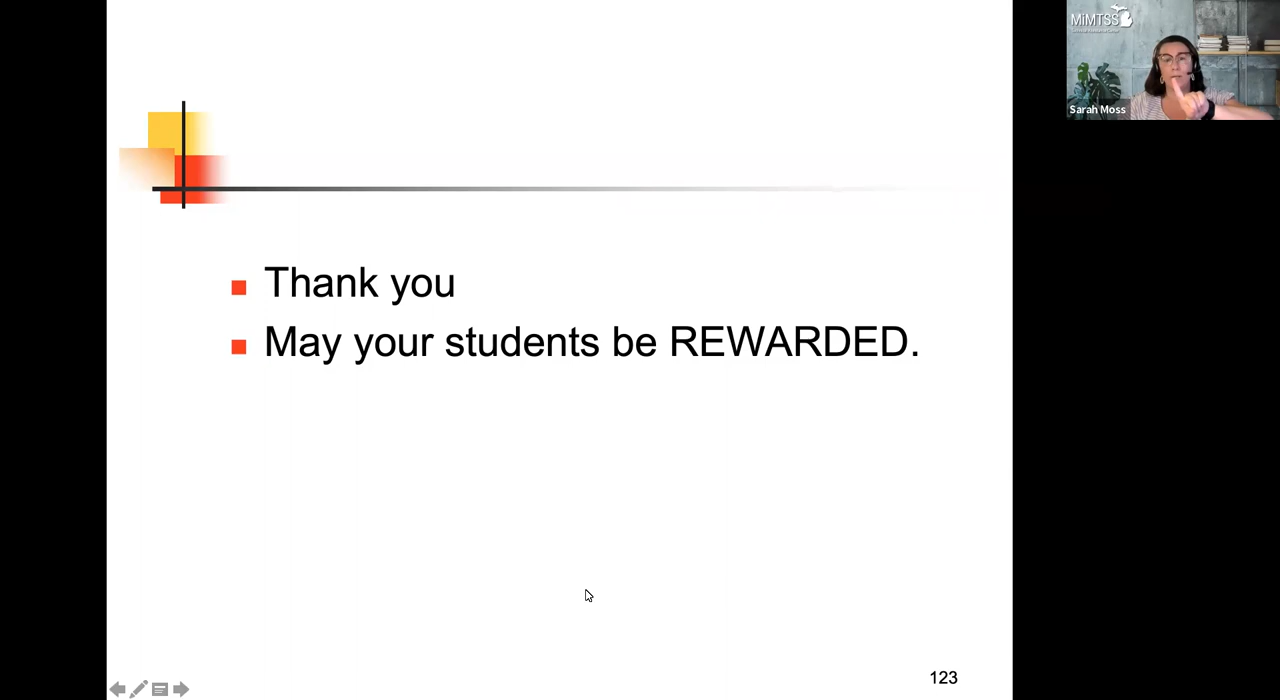 MiMTSS
Sarah Moss
Thank you
May your students be REWARDED.
123